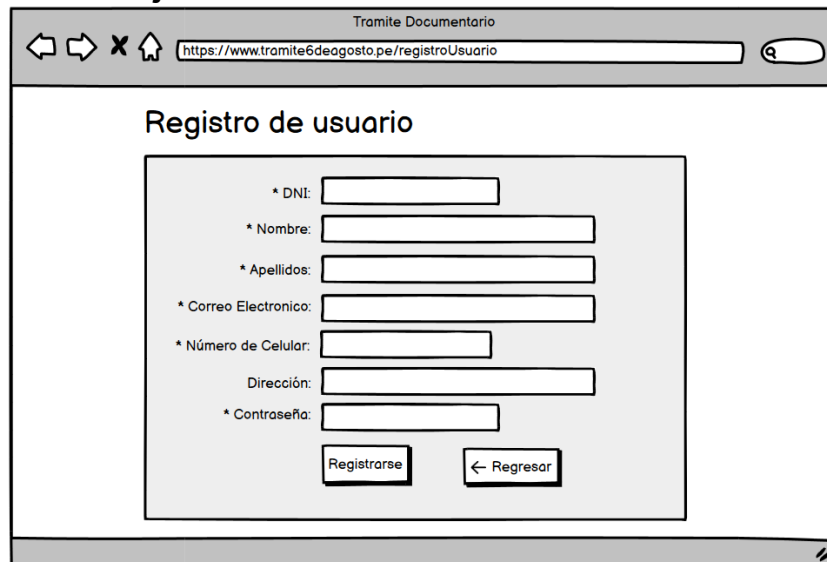 Tramite Documentario
https://www.tramite6deagosto.pe/registroUsuario
Registro de usuario
* DNI:
* Nombre:
* Apellidos:
* Correo Electronico:
* Número de Celular:
Dirección:
* Contraseña:
Registrarse
← Regresar